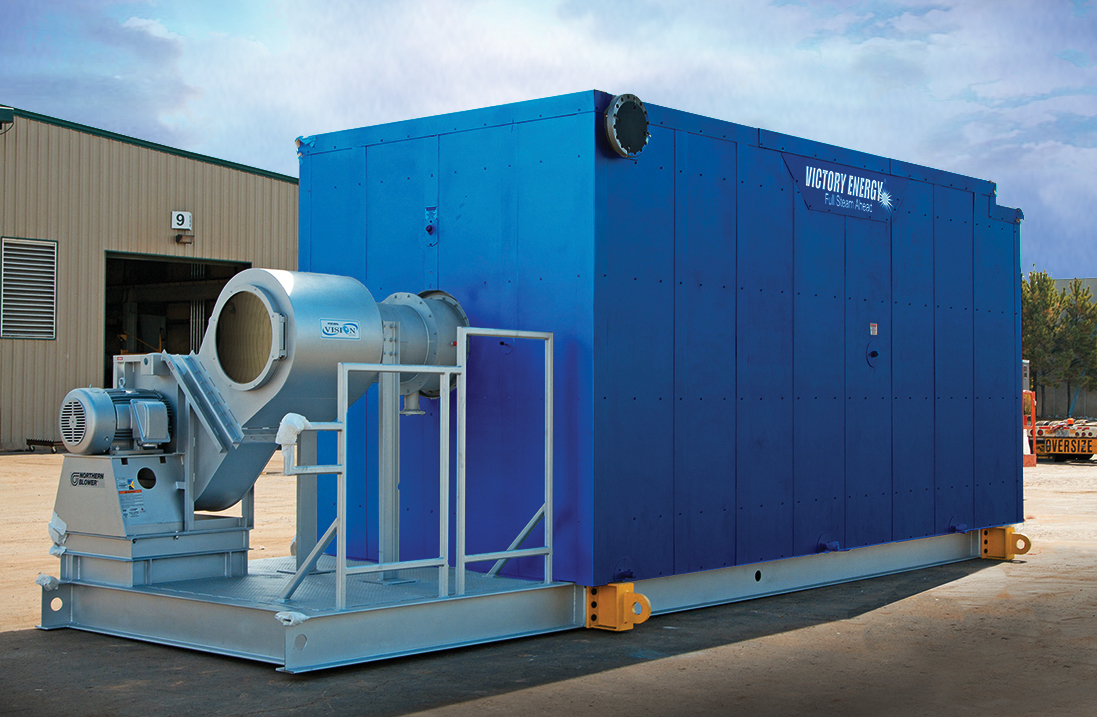 9
VICTORY ENERGY
Full Steam Ahead
VISION
NORTHERN
BLOWER
OVERSIZE